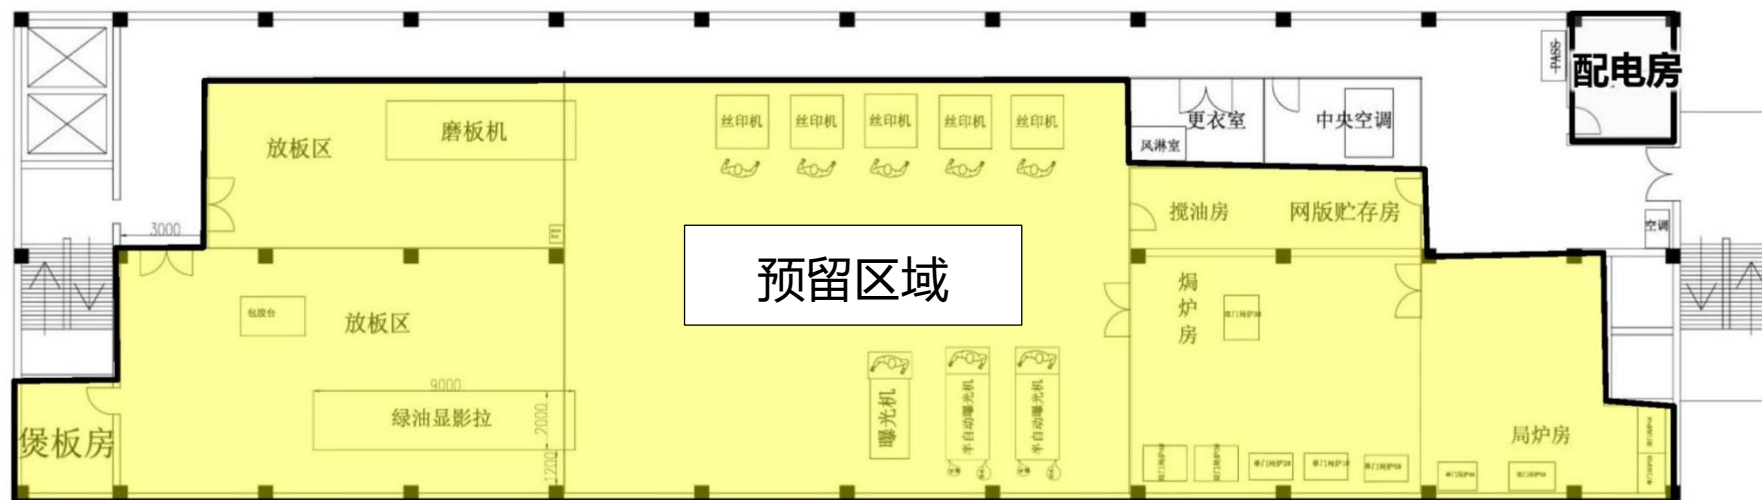 PASS
配电房
磨板机
放板区
丝印机
丝印机
丝印机
丝印机
丝印机
更衣室
中央空调
风淋室
搅油房
网版贮存房
空调
3000
预留区域
焗
炉
房
包胶台
放板区
9000
绿油显影拉
2000
1200
曝光机
半自动曝光机
半自动曝光机
煲板房
局炉房